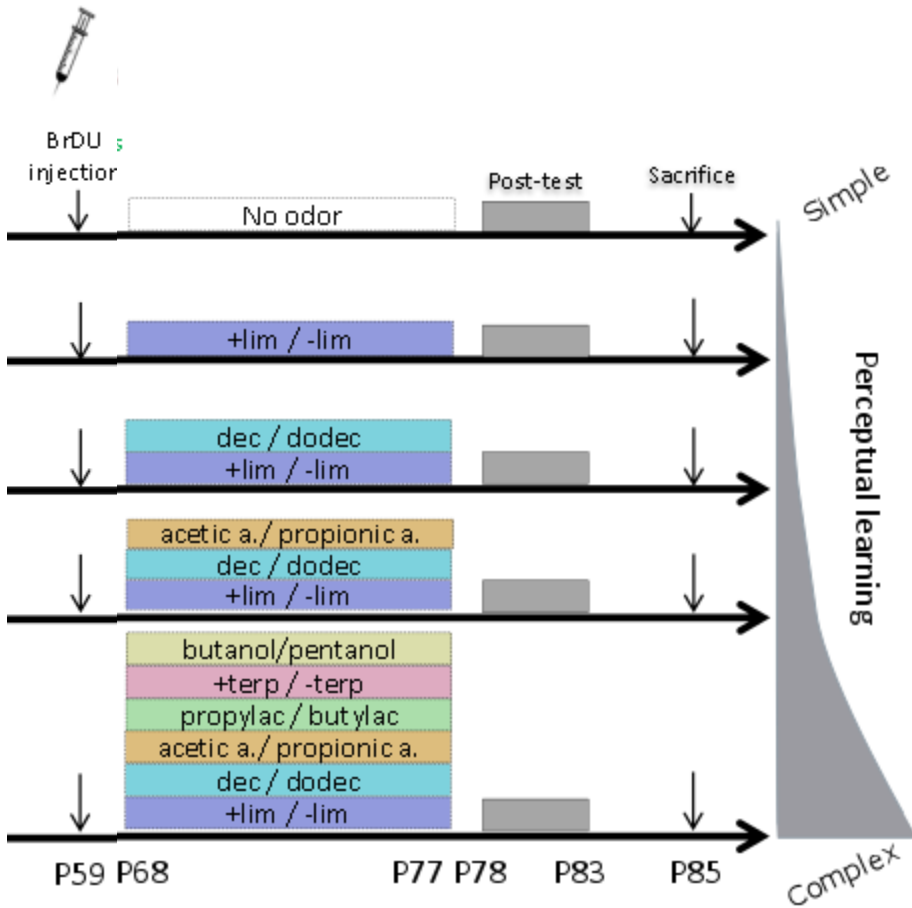 BrDU
injection
s
Post-test
Sacrifice
Simple
No odor
+lim / -lim
dec / dodec
+lim / -lim
Perceptual learning
acetic a./ propionic a.
dec / dodec
+lim / -lim
butanol/pentanol
+terp / -terp
propylac / butylac
acetic a./ propionic a.
dec / dodec
+lim / -lim
P59 P68 P77 P78 P83 P85
Complex